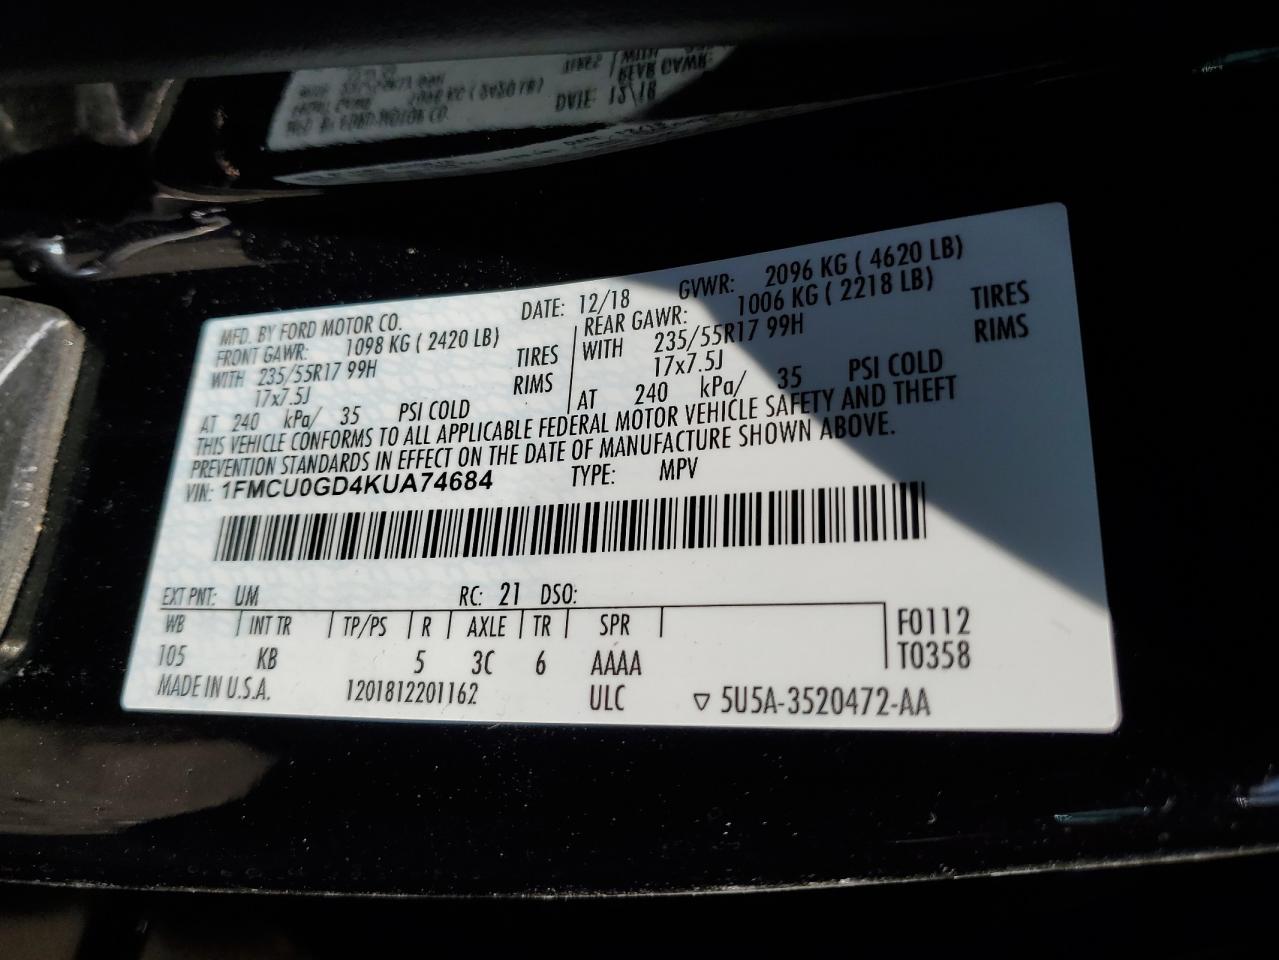 MFD. BY FORD MOTOR CO. DATE: 12/18 GVWR: 2096 KG ( 4620 LB)
FRONT GAWR: 1098 KG ( 2420 LB) REAR GAWR: 1006 KG ( 2218 LB)
WITH 235/55R17 99H TIRES WITH 235/55R17 99H TIRES
17x7.5J RIMS 17x7.5J RIMS
AT 240 kPa/ 35 PSI COLD AT 240 kPa/ 35 PSI COLD
THIS VEHICLE CONFORMS TO ALL APPLICABLE FEDERAL MOTOR VEHICLE SAFETY AND THEFT
PREVENTION STANDARDS IN EFFECT ON THE DATE OF MANUFACTURE SHOWN ABOVE.
VIN: 1FMCU0GD4KUA74684 TYPE: MPV
EXT PNT: UM RC: 21 DSO:
WB INT TR TP/PS R AXLE TR SPR F0112
105 KB 5 3C 6 AAAA T0358
MADE IN U.S.A. 1201812201162 ULC ▽ 5U5A-3520472-AA